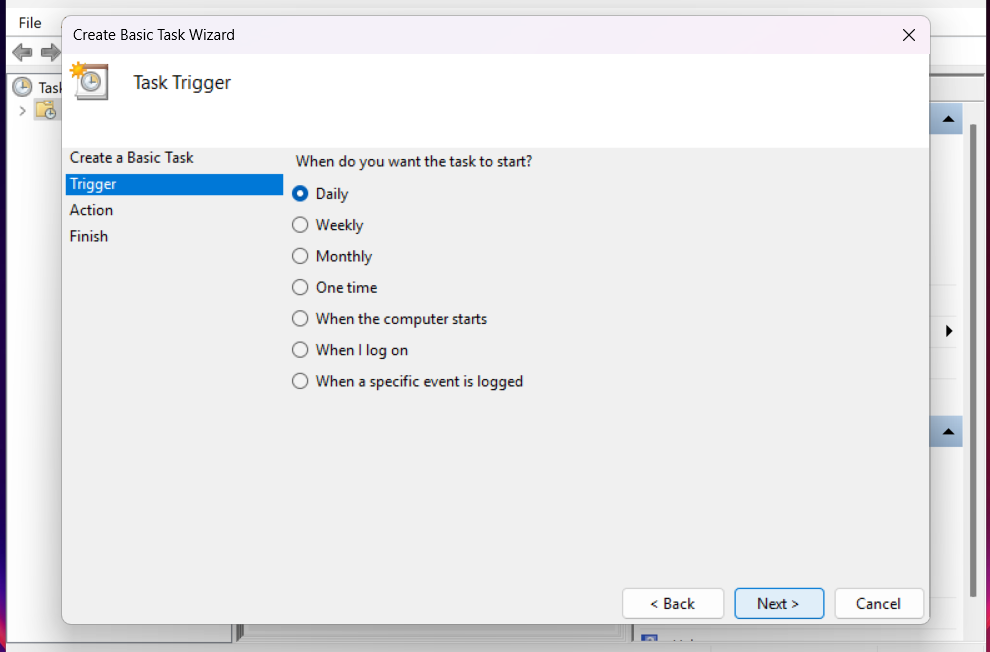 File
Create Basic Task Wizard
Task Trigger
Create a Basic Task
Trigger
Action
Finish
When do you want the task to start?
Daily
Weekly
Monthly
One time
When the computer starts
When I log on
When a specific event is logged
< Back
Next >
Cancel